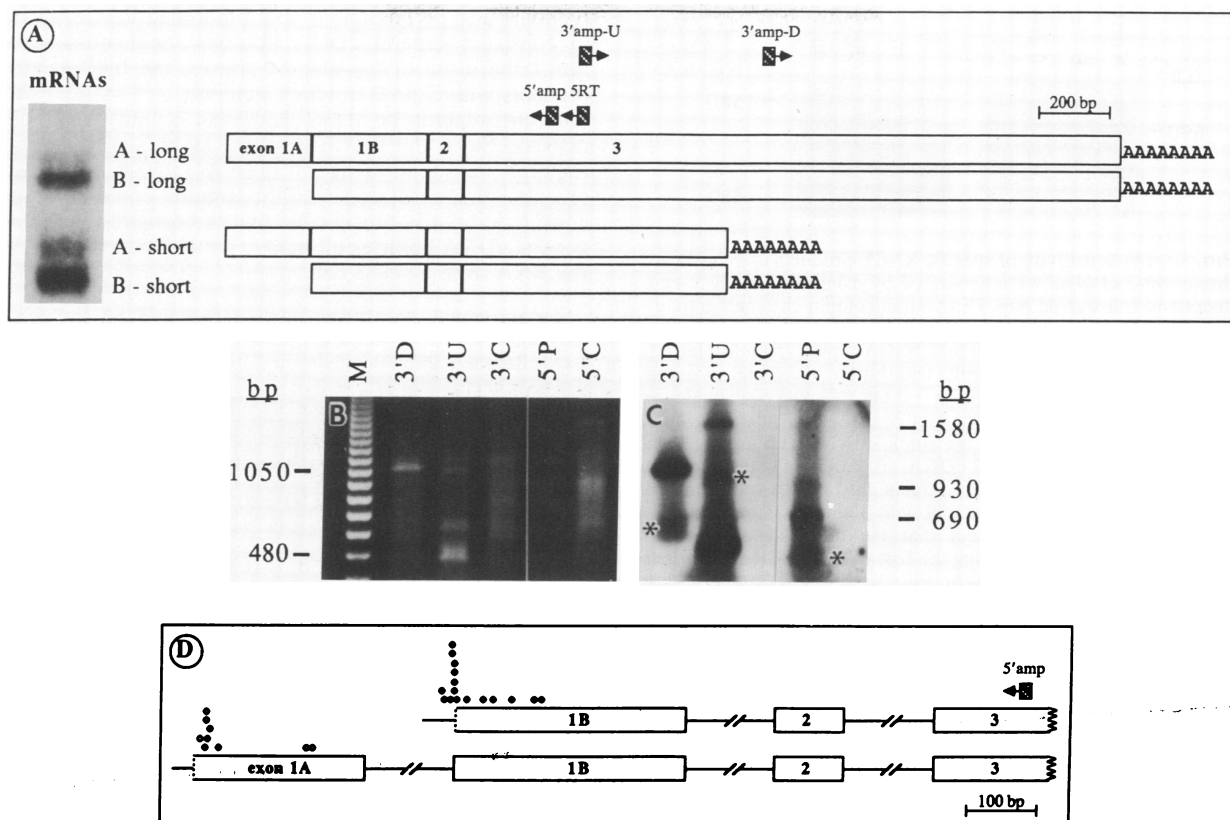 A
3'amp-U 3'amp-D
mRNAs
5'amp 5RT
200 bp
A - long
exon 1A 1B 2 3
AAAAAAAA
B - long
AAAAAAAA
A - short
AAAAAAAA
B - short
AAAAAAAA
bp M 3'D 3'U 3'C 5'P 5'C
B
1050
480
3'D 3'U 3'C 5'P 5'C bp
C
1580
*
930
690
*
*
D
5'amp
1B 2 3
exon 1A 1B 2 3
100 bp